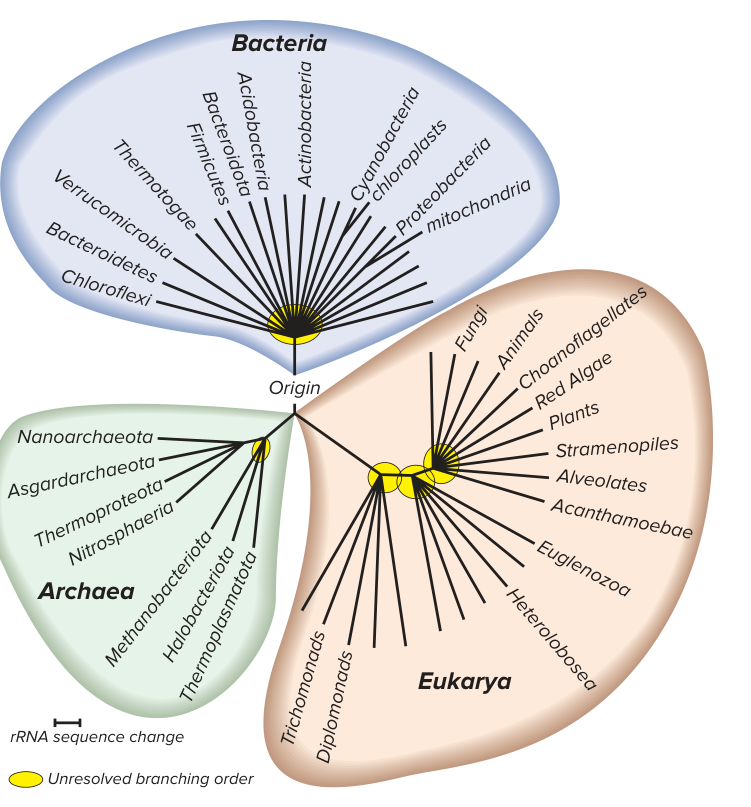 Bacteria
Chloroflexi
Bacteroidetes
Verrucomicrobia
Thermotogae
Firmicutes
Bacteroidota
Acidobacteria
Actinobacteria
Cyanobacteria
chloroplasts
Proteobacteria
mitochondria
Origin
Nanoarchaeota
Asgardarchaeota
Thermoproteota
Nitrosphaeria
Methanobacteriota
Halobacteriota
Thermoplasmatota
Archaea
Fungi
Animals
Choanoflagellates
Red Algae
Plants
Stramenopiles
Alveolates
Acanthamoebae
Euglenozoa
Heterolobosea
Diplomonads
Trichomonads
Eukarya
rRNA sequence change
Unresolved branching order